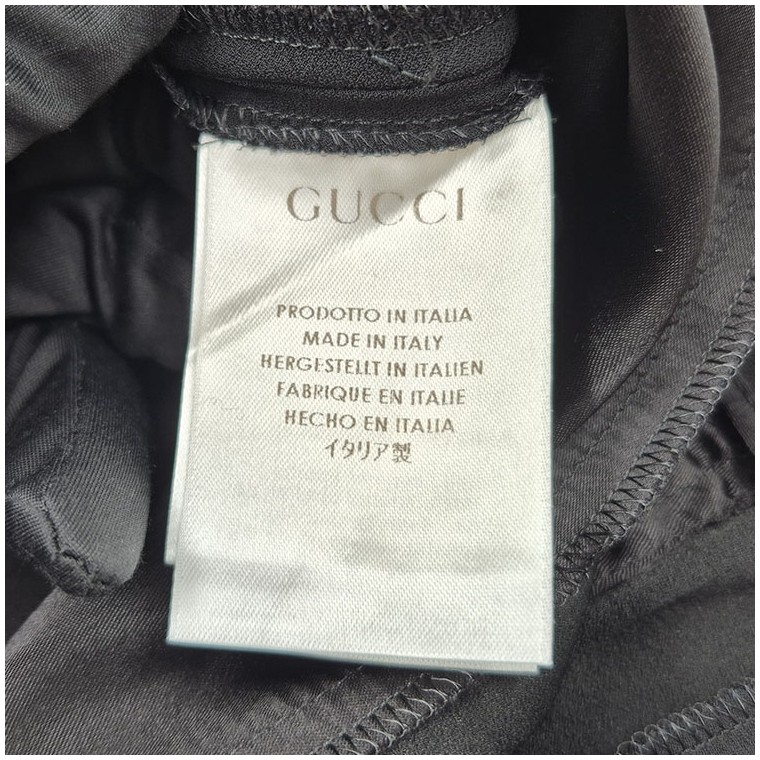 GUCCI
PRODOTTO IN ITALIA
MADE IN ITALY
HERGESTELLT IN ITALIEN
FABRIQUE EN ITALIE
HECHO EN ITALIA
イタリア製